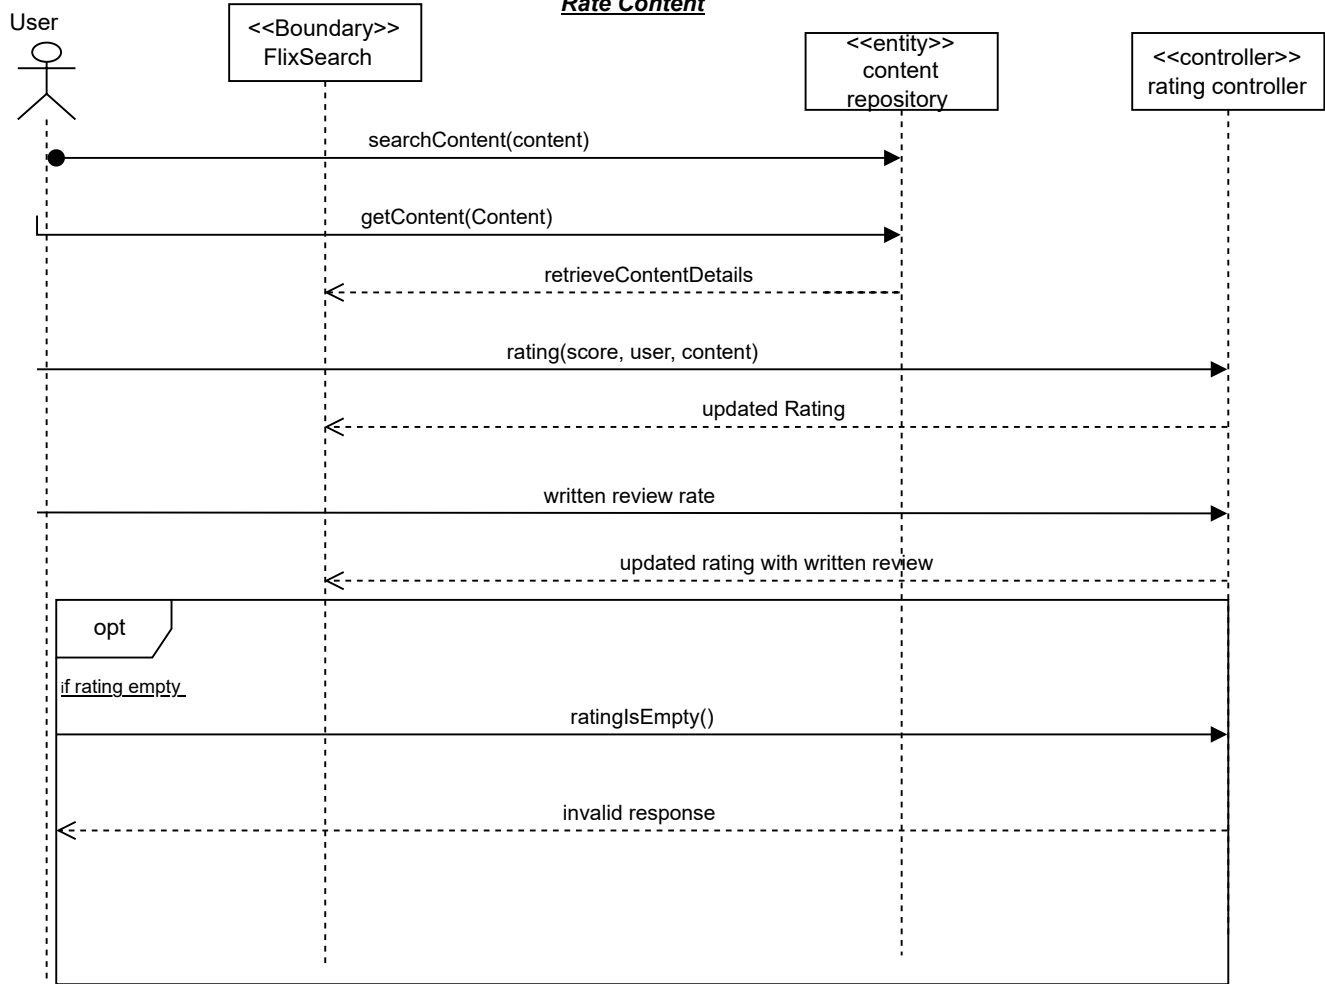 Rate Content
User
<<Boundary>>
FlixSearch
<<entity>>
content
repository
<<controller>>
rating controller
searchContent(content)
getContent(Content)
retrieveContentDetails
rating(score, user, content)
updated Rating
written review rate
updated rating with written review
opt
if rating empty
ratingIsEmpty()
invalid response